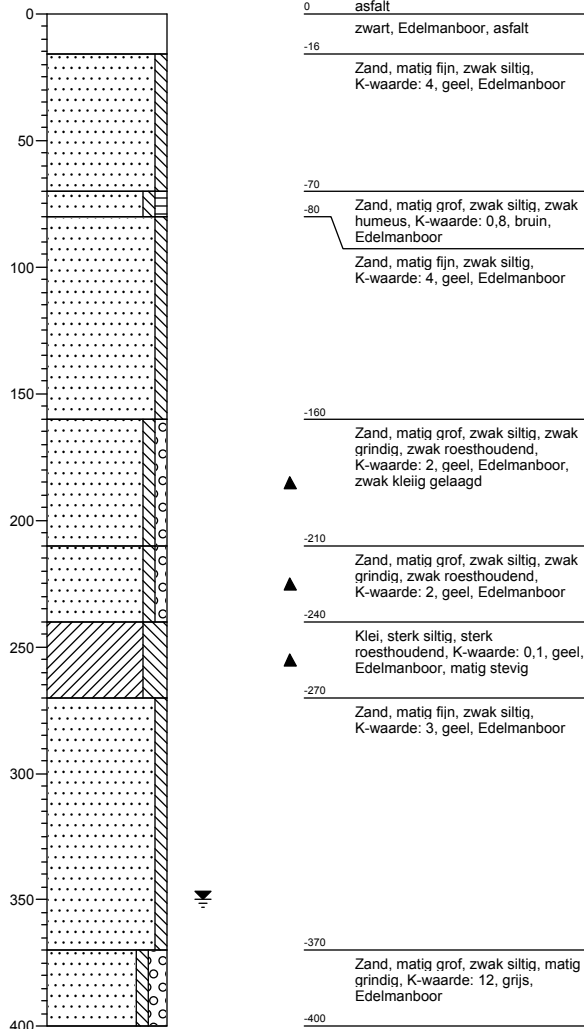 0
50
100
150
200
250
300
350
400
0
asfalt
zwart, Edelmanboor, asfalt
-16
Zand, matig fijn, zwak siltig,
K-waarde: 4, geel, Edelmanboor
-70
Zand, matig grof, zwak siltig, zwak
humeus, K-waarde: 0,8, bruin,
Edelmanboor
-80
Zand, matig fijn, zwak siltig,
K-waarde: 4, geel, Edelmanboor
-160
Zand, matig grof, zwak siltig, zwak
grindig, zwak roesthoudend,
K-waarde: 2, geel, Edelmanboor,
zwak kleiig gelaagd
-210
Zand, matig grof, zwak siltig, zwak
grindig, zwak roesthoudend,
K-waarde: 2, geel, Edelmanboor
-240
Klei, sterk siltig, sterk
roesthoudend, K-waarde: 0,1, geel,
Edelmanboor, matig stevig
-270
Zand, matig fijn, zwak siltig,
K-waarde: 3, geel, Edelmanboor
-370
Zand, matig grof, zwak siltig, matig
grindig, K-waarde: 12, grijs,
Edelmanboor
-400